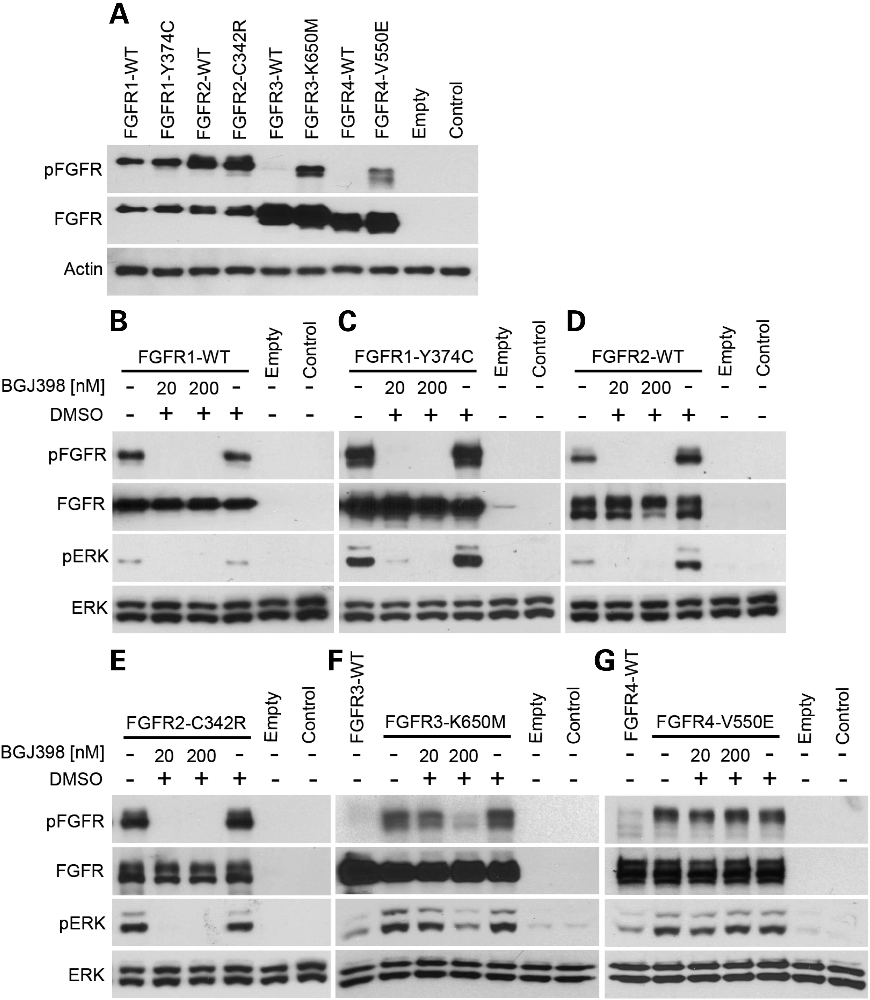 A
FGFR1-WT
FGFR1-Y374C
FGFR2-WT
FGFR2-C342R
FGFR3-WT
FGFR3-K650M
FGFR4-WT
FGFR4-V550E
Empty
Control
pFGFR
FGFR
Actin
B
FGFR1-WT
Empty
Control
C
FGFR1-Y374C
Empty
Control
D
FGFR2-WT
Empty
Control
BGJ398 [nM] - 20 200 - - - - 20 200 - - - - 20 200 - - -
DMSO - + + + - - - + + + - - - + + + - -
pFGFR
FGFR
pERK
ERK
E
FGFR2-C342R
Empty
Control
F
FGFR3-WT
FGFR3-K650M
Empty
Control
G
FGFR4-WT
FGFR4-V550E
Empty
Control
BGJ398 [nM] - 20 200 - - - - - 20 200 - - - - - 20 200 - - -
DMSO - + + + - - - - + + + - - - - + + + - -
pFGFR
FGFR
pERK
ERK